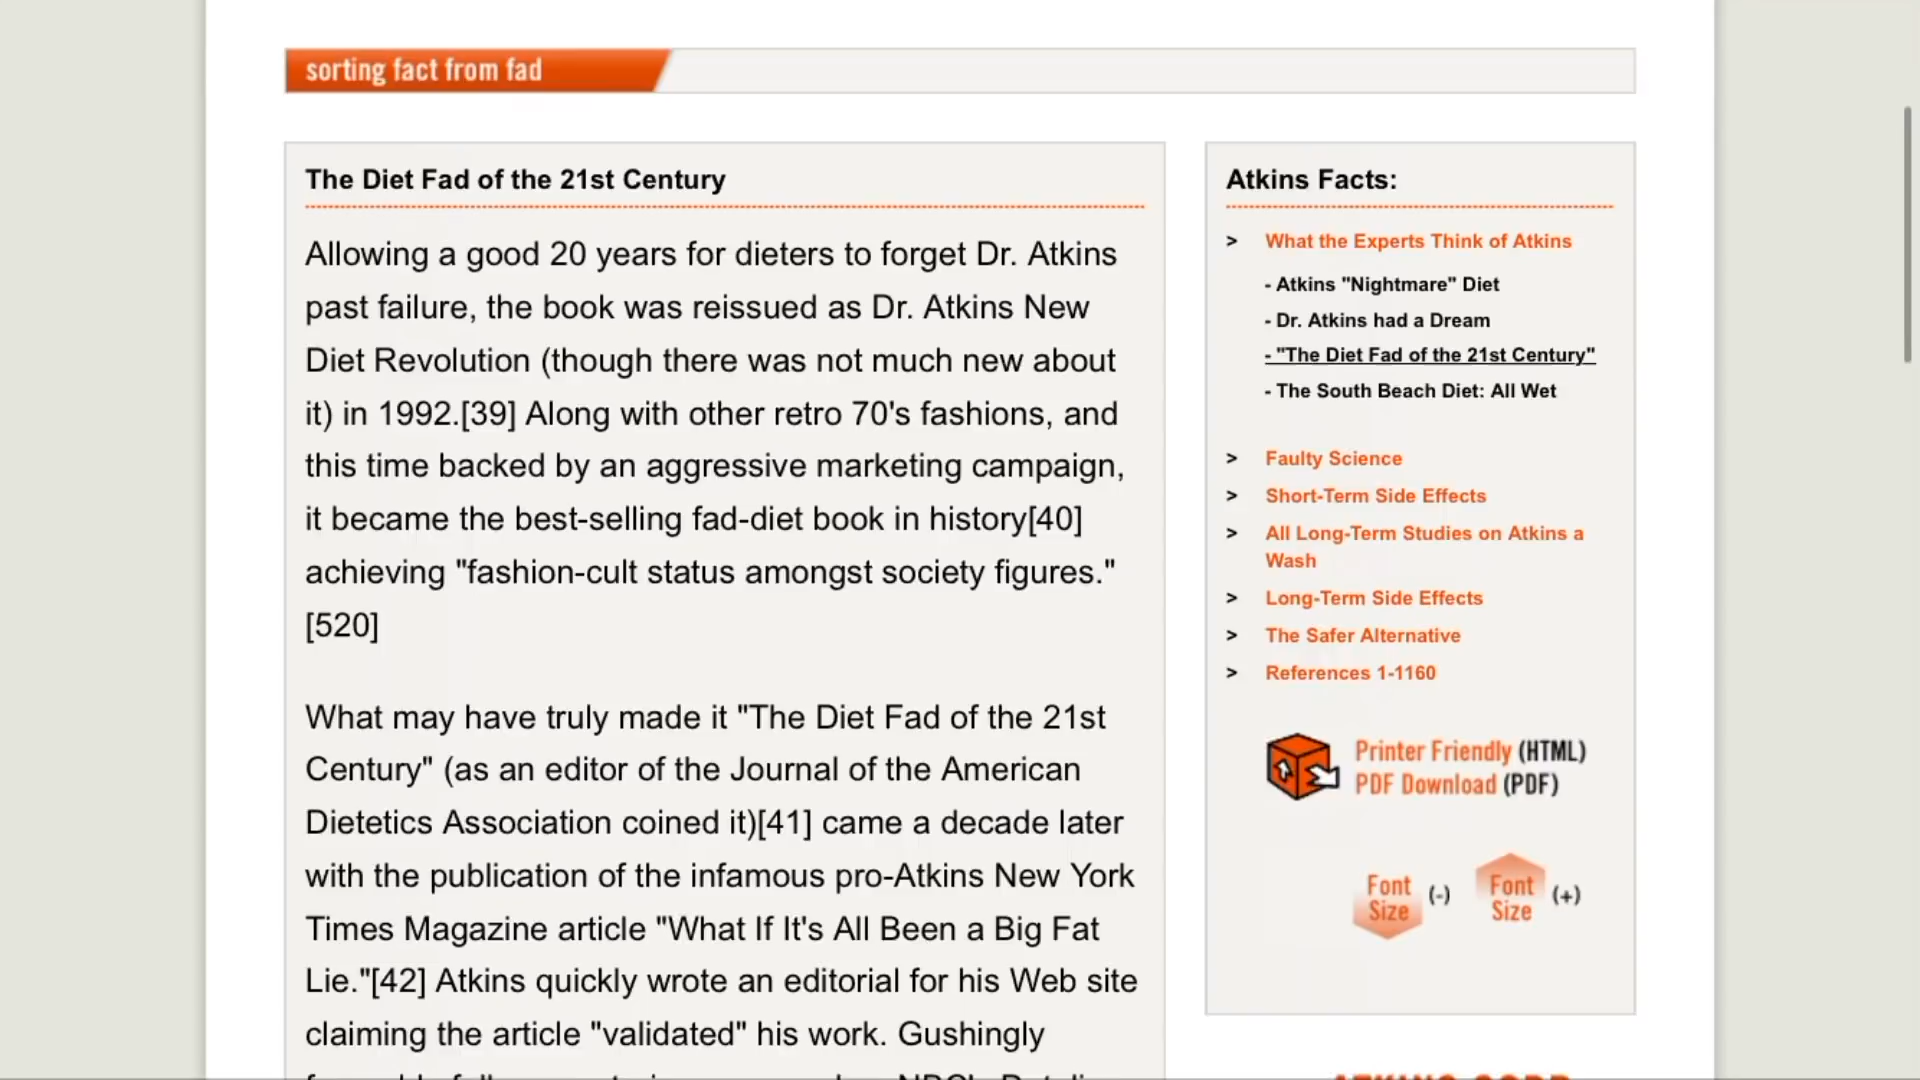 sorting fact from fad
The Diet Fad of the 21st Century
Allowing a good 20 years for dieters to forget Dr. Atkins
past failure, the book was reissued as Dr. Atkins New
Diet Revolution (though there was not much new about
it) in 1992.[39] Along with other retro 70's fashions, and
this time backed by an aggressive marketing campaign,
it became the best-selling fad-diet book in history[40]
achieving "fashion-cult status amongst society figures."
[520]
What may have truly made it "The Diet Fad of the 21st
Century" (as an editor of the Journal of the American
Dietetics Association coined it)[41] came a decade later
with the publication of the infamous pro-Atkins New York
Times Magazine article "What If It's All Been a Big Fat
Lie."[42] Atkins quickly wrote an editorial for his Web site
claiming the article "validated" his work. Gushingly
Atkins Facts:
> What the Experts Think of Atkins
- Atkins "Nightmare" Diet
- Dr. Atkins had a Dream
- "The Diet Fad of the 21st Century"
- The South Beach Diet: All Wet
> Faulty Science
> Short-Term Side Effects
> All Long-Term Studies on Atkins a
Wash
> Long-Term Side Effects
> The Safer Alternative
> References 1-1160
Printer Friendly (HTML)
PDF Download (PDF)
Font
Size (-)
Font
Size (+)